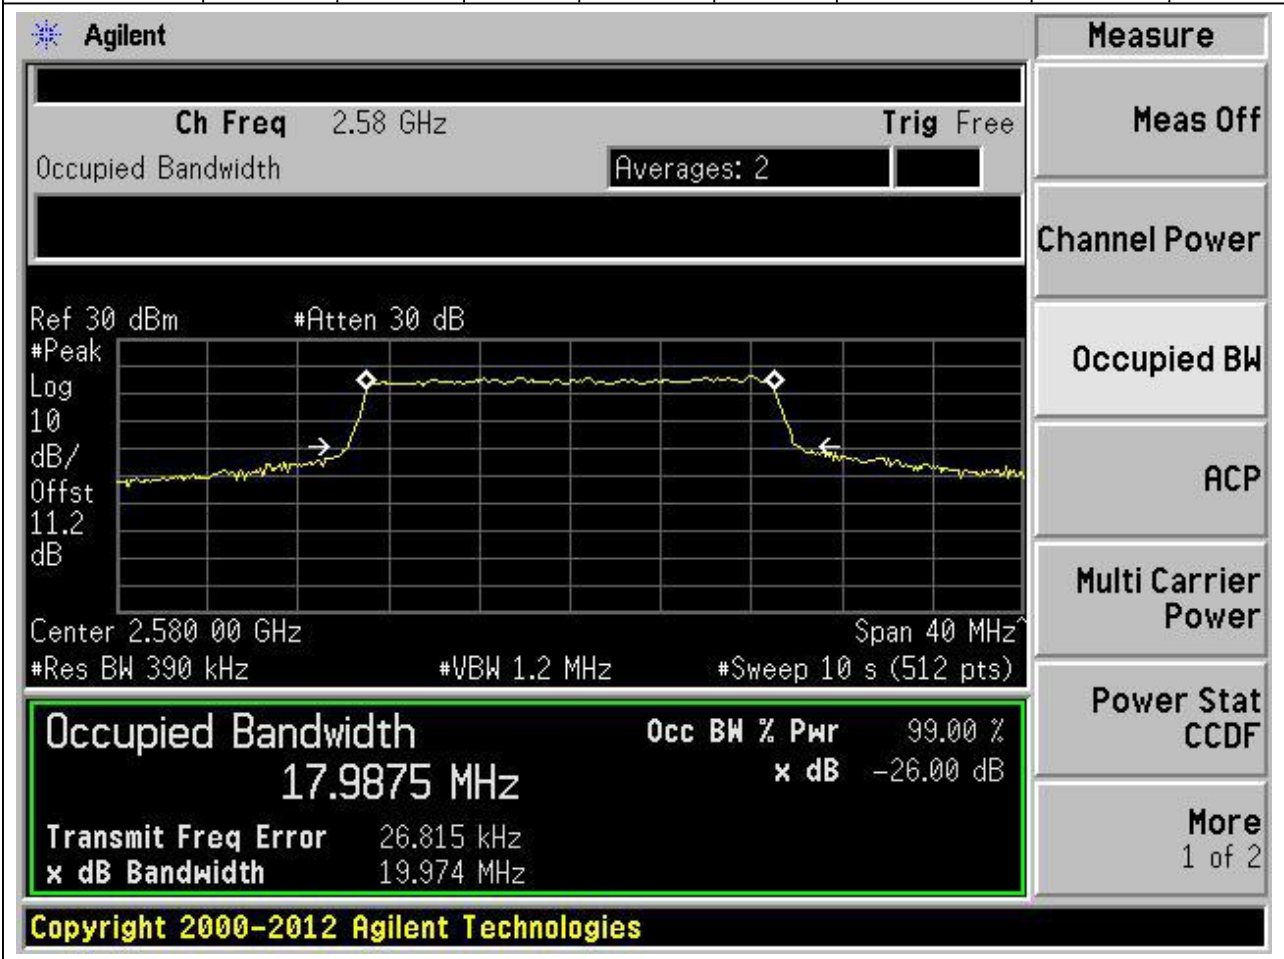 Agilent
Measure
Ch Freq 2.58 GHz Trig Free
Meas Off
Occupied Bandwidth Averages: 2
Channel Power
Ref 30 dBm #Atten 30 dB
#Peak
Log
10
dB/
Offst
11.2
dB
Occupied BW
ACP
Multi Carrier
Power
Center 2.580 00 GHz Span 40 MHz^
#Res BW 390 kHz #VBW 1.2 MHz #Sweep 10 s (512 pts)
Power Stat
CCDF
Occupied Bandwidth Occ BW % Pwr 99.00 %
17.9875 MHz x dB -26.00 dB
Transmit Freq Error 26.815 kHz
x dB Bandwidth 19.974 MHz
More
1 of 2
Copyright 2000-2012 Agilent Technologies